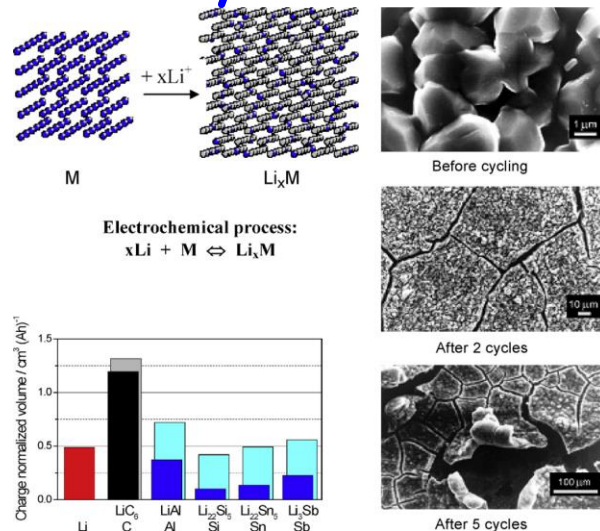 + xLi⁺
M
LiₓM
Electrochemical process:
xLi + M ⇔ LiₓM
Charge normalized volume / cm³ (Ah)⁻¹
1.5
1.0
0.5
0.0
LiC₆
LiAl
Li₂₂Si₅
Li₂₂Sn₅
Li₃Sb
Li
C
Al
Si
Sn
Sb
1 μm
Before cycling
10 μm
After 2 cycles
100 μm
After 5 cycles